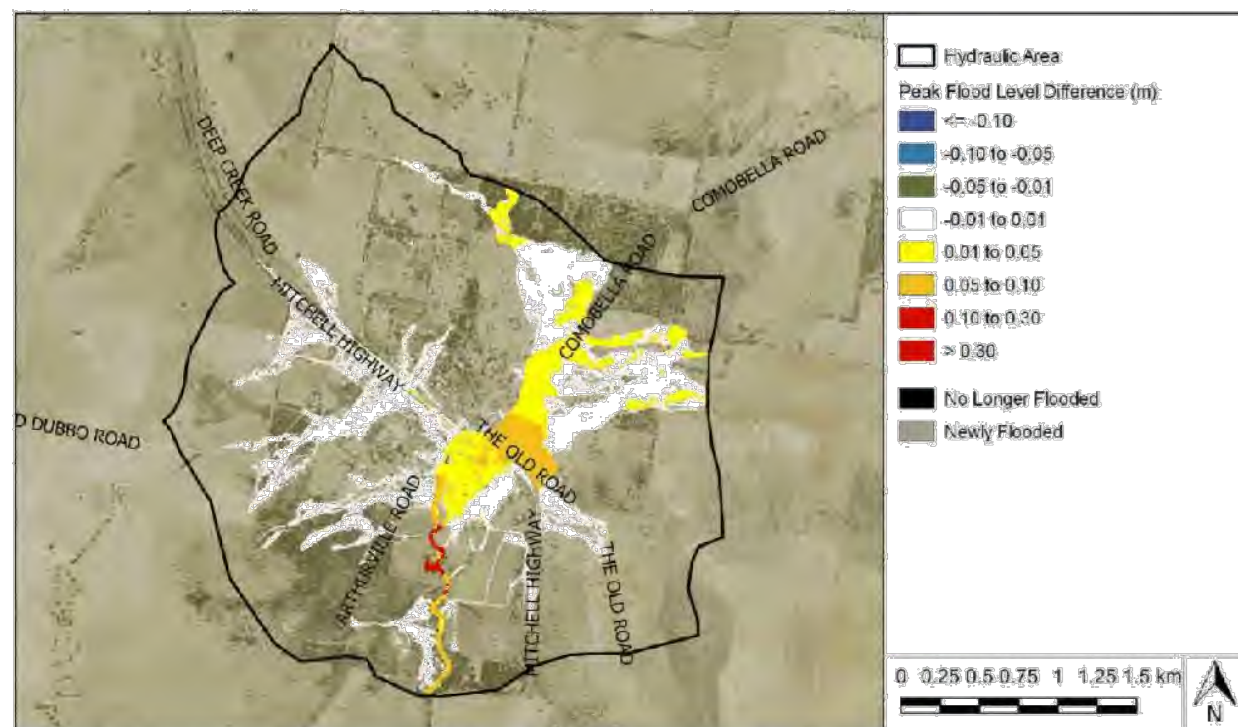 DEEP CREEK ROAD
COMOBELLA ROAD
COMOBELLA ROAD
MITCHELL HIGHWAY
D DUBBO ROAD
THE OLD ROAD
ARTHURVILLE ROAD
MITCHELL HIGHWAY
THE OLD ROAD
Hydraulic Area
Peak Flood Level Difference (m)
<= -0.10
-0.10 to -0.05
-0.05 to -0.01
-0.01 to 0.01
0.01 to 0.05
0.05 to 0.10
0.10 to 0.30
> 0.30
No Longer Flooded
Newly Flooded
0 0.25 0.5 0.75 1 1.25 1.5 km
N